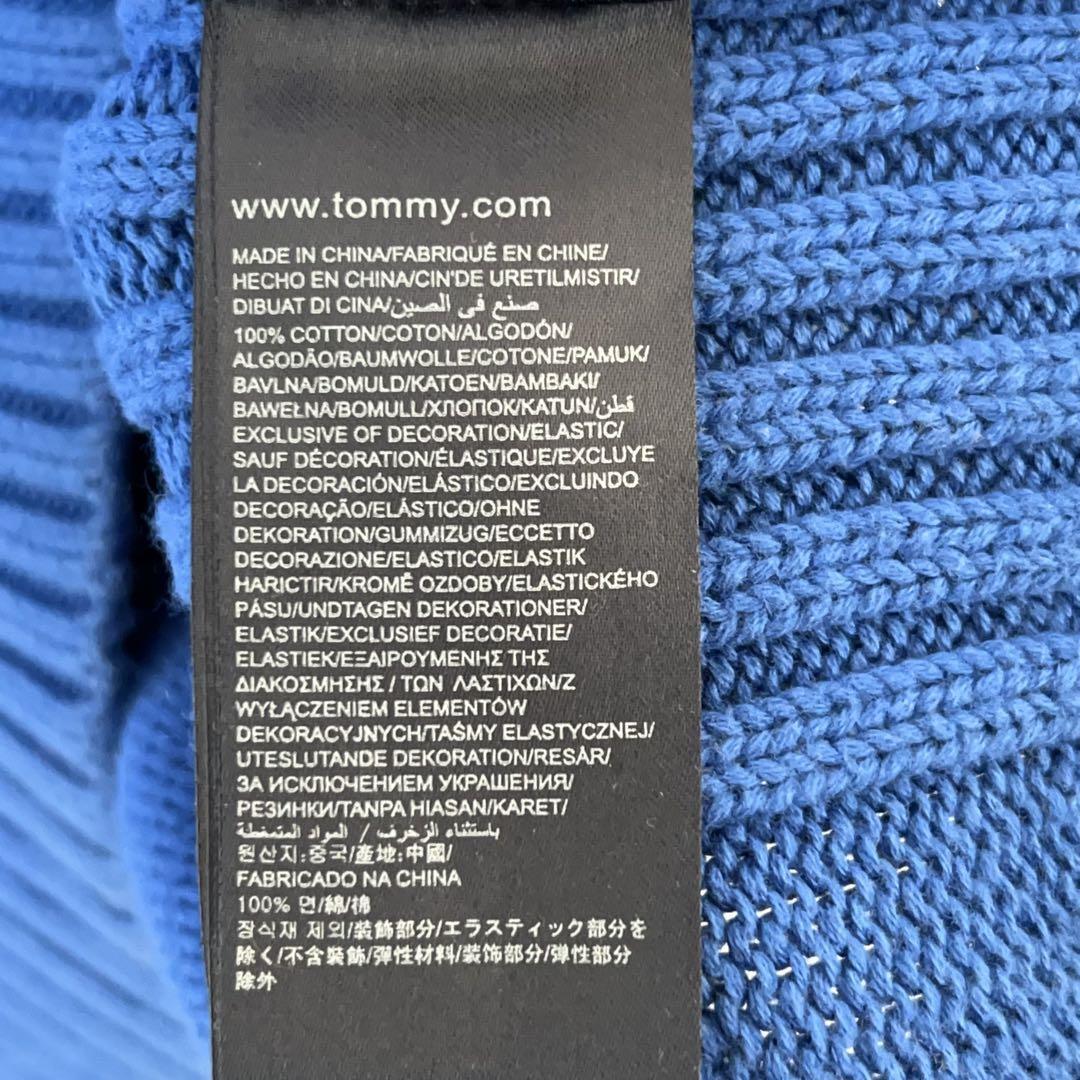 www.tommy.com
MADE IN CHINA/FABRIQUÉ EN CHINE/
HECHO EN CHINA/CIN'DE URETILMISTIR/
DIBUAT DI CINA/صنع في الصين
100% COTTON/COTON/ALGODÓN/
ALGODÃO/BAUMWOLLE/COTONE/PAMUK/
BAVLNA/BOMULD/KATOEN/BAMBAKI/
BAWEŁNA/BOMULL/ХЛОПОК/KATUN/قطن
EXCLUSIVE OF DECORATION/ELASTIC/
SAUF DÉCORATION/ÉLASTIQUE/EXCLUYE
LA DECORACIÓN/ELÁSTICO/EXCLUINDO
DECORAÇÃO/ELÁSTICO/OHNE
DEKORATION/GUMMIZUG/ECCETTO
DECORAZIONE/ELASTICO/ELASTIK
HARICTIR/KROMĚ OZDOBY/ELASTICKÉHO
PÁSU/UNDTAGEN DEKORATIONER/
ELASTIK/EXCLUSIEF DECORATIE/
ELASTIEK/ΕΞΑΙΡΟΥΜΕΝΗΣ ΤΗΣ
ΔΙΑΚΟΣΜΗΣΗΣ / ΤΩΝ ΛΑΣΤΙΧΩΝ/Z
WYŁĄCZENIEM ELEMENTÓW
DEKORACYJNYCH/TAŚMY ELASTYCZNEJ/
UTESLUTANDE DEKORATION/RESÅR/
ЗА ИСКЛЮЧЕНИЕМ УКРАШЕНИЯ/
РЕЗИНКИ/TANPA HIASAN/KARET/
باستثناء الزخرف / المواد المتمغطة
원산지:중국/產地:中國/
FABRICADO NA CHINA
100% 면/綿/棉
장식재 제외/装飾部分/エラスティック部分を
除く/不含裝飾/彈性材料/装饰部分/弹性部分
除外